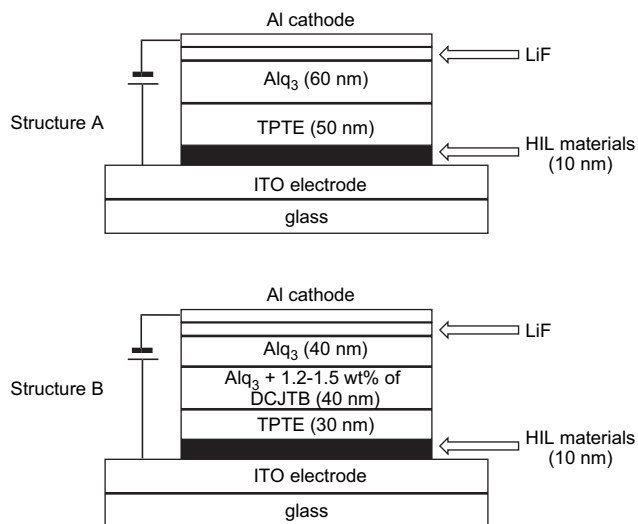 Al cathode
LiF
Alq3 (60 nm)
Structure A
TPTE (50 nm)
HIL materials
(10 nm)
ITO electrode
glass
Al cathode
LiF
Alq3 (40 nm)
Structure B
Alq3 + 1.2-1.5 wt% of
DCJTB (40 nm)
TPTE (30 nm)
HIL materials
(10 nm)
ITO electrode
glass